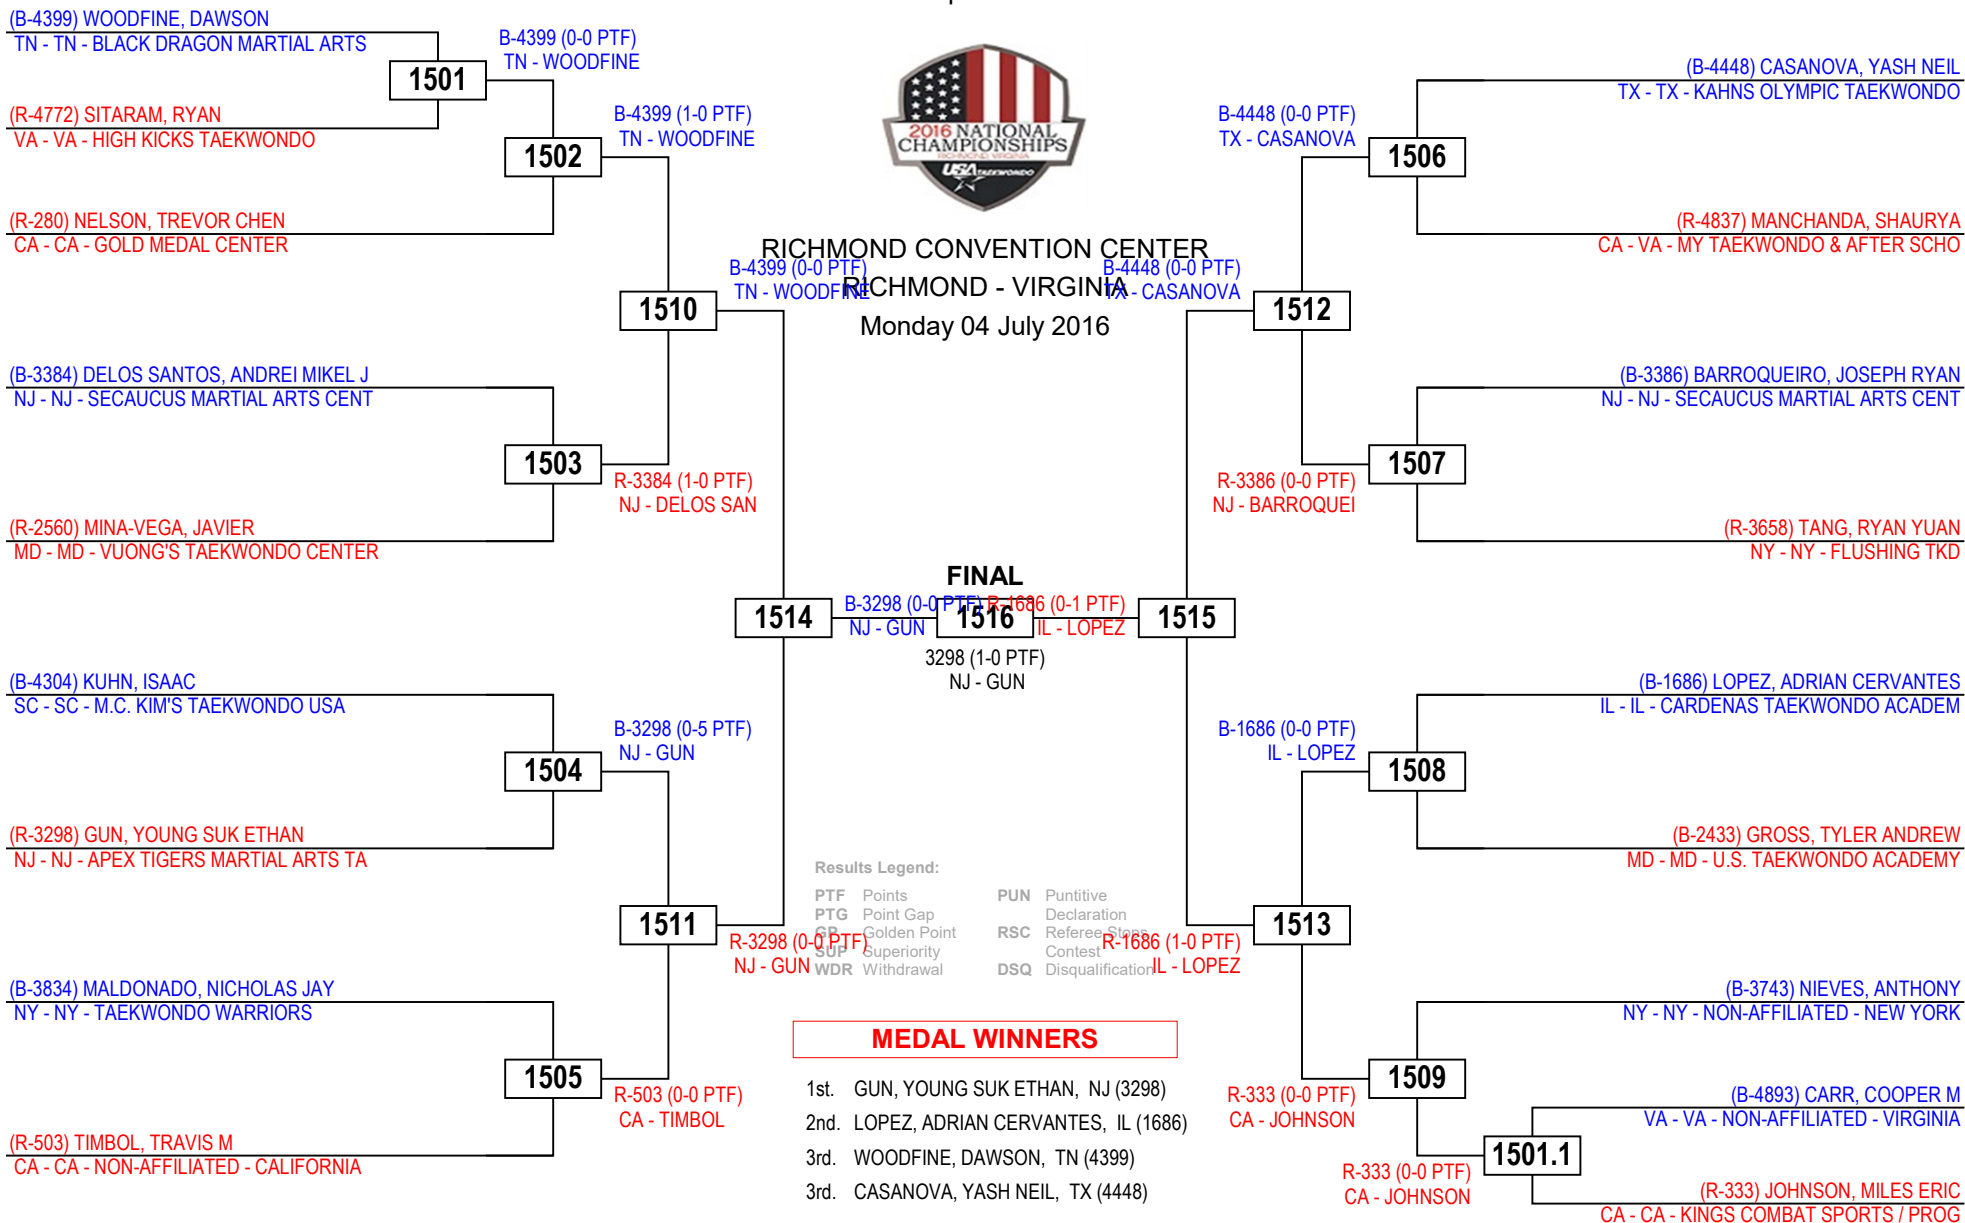 (B-4399) WOODFINE, DAWSON
TN - TN - BLACK DRAGON MARTIAL ARTS
1501
(R-4772) SITARAM, RYAN
VA - VA - HIGH KICKS TAEKWONDO
B-4399 (0-0 PTF)
TN - WOODFINE
1502
(R-280) NELSON, TREVOR CHEN
CA - CA - GOLD MEDAL CENTER
B-4399 (1-0 PTF)
TN - WOODFINE
1510
(B-3384) DELOS SANTOS, ANDREI MIKEL J
NJ - NJ - SECAUCUS MARTIAL ARTS CENT
1503
(R-2560) MINA-VEGA, JAVIER
MD - MD - VUONG'S TAEKWONDO CENTER
R-3384 (1-0 PTF)
NJ - DELOS SAN
B-4399 (0-0 PTF)
TN - WOODFINE
1514
(B-4304) KUHN, ISAAC
SC - SC - M.C. KIM'S TAEKWONDO USA
1504
(R-3298) GUN, YOUNG SUK ETHAN
NJ - NJ - APEX TIGERS MARTIAL ARTS TA
B-3298 (0-5 PTF)
NJ - GUN
1511
(B-3834) MALDONADO, NICHOLAS JAY
NY - NY - TAEKWONDO WARRIORS
1505
(R-503) TIMBOL, TRAVIS M
CA - CA - NON-AFFILIATED - CALIFORNIA
R-503 (0-0 PTF)
CA - TIMBOL
R-3298 (0-0 PTF)
NJ - GUN
2016 NATIONAL
CHAMPIONSHIPS
RICHMOND VIRGINIA
USA TAEKWONDO
RICHMOND CONVENTION CENTER
RICHMOND - VIRGINIA
Monday 04 July 2016
FINAL
B-3298 (0-0 PTF)
NJ - GUN
1516
R-1686 (0-1 PTF)
IL - LOPEZ
3298 (1-0 PTF)
NJ - GUN
Results Legend:
PTF Points
PTG Point Gap
GP Golden Point
SUP Superiority
WDR Withdrawal
PUN Puntitive
Declaration
RSC Referee Stops
Contest
DSQ Disqualification
MEDAL WINNERS
1st. GUN, YOUNG SUK ETHAN, NJ (3298)
2nd. LOPEZ, ADRIAN CERVANTES, IL (1686)
3rd. WOODFINE, DAWSON, TN (4399)
3rd. CASANOVA, YASH NEIL, TX (4448)
(B-4448) CASANOVA, YASH NEIL
TX - TX - KAHNS OLYMPIC TAEKWONDO
B-4448 (0-0 PTF)
TX - CASANOVA
1506
(R-4837) MANCHANDA, SHAURYA
CA - VA - MY TAEKWONDO & AFTER SCHO
B-4448 (0-0 PTF)
TX - CASANOVA
1512
(B-3386) BARROQUEIRO, JOSEPH RYAN
NJ - NJ - SECAUCUS MARTIAL ARTS CENT
1507
R-3386 (0-0 PTF)
NJ - BARROQUEI
(R-3658) TANG, RYAN YUAN
NY - NY - FLUSHING TKD
1515
(B-1686) LOPEZ, ADRIAN CERVANTES
IL - IL - CARDENAS TAEKWONDO ACADEM
B-1686 (0-0 PTF)
IL - LOPEZ
1508
(B-2433) GROSS, TYLER ANDREW
MD - MD - U.S. TAEKWONDO ACADEMY
1513
R-1686 (1-0 PTF)
IL - LOPEZ
(B-3743) NIEVES, ANTHONY
NY - NY - NON-AFFILIATED - NEW YORK
1509
R-333 (0-0 PTF)
CA - JOHNSON
(B-4893) CARR, COOPER M
VA - VA - NON-AFFILIATED - VIRGINIA
1501.1
R-333 (0-0 PTF)
CA - JOHNSON
(R-333) JOHNSON, MILES ERIC
CA - CA - KINGS COMBAT SPORTS / PROG